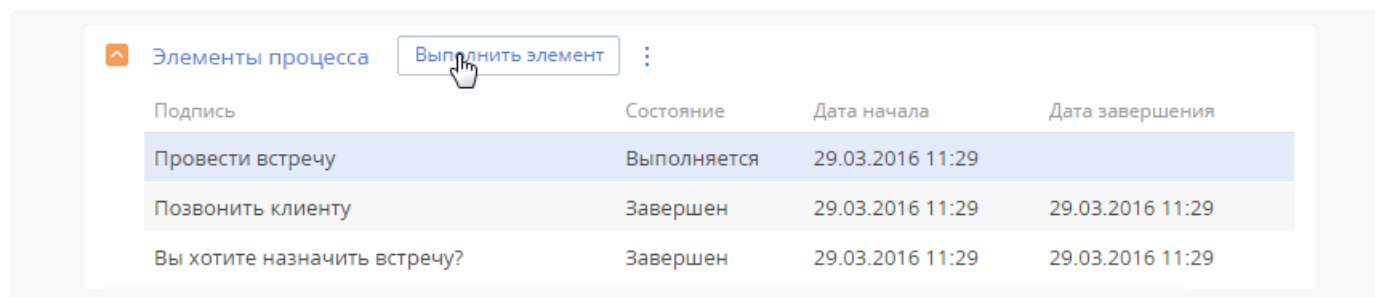 Элементы процесса Выполнить элемент
Подпись Состояние Дата начала Дата завершения
Провести встречу Выполняется 29.03.2016 11:29
Позвонить клиенту Завершен 29.03.2016 11:29 29.03.2016 11:29
Вы хотите назначить встречу? Завершен 29.03.2016 11:29 29.03.2016 11:29